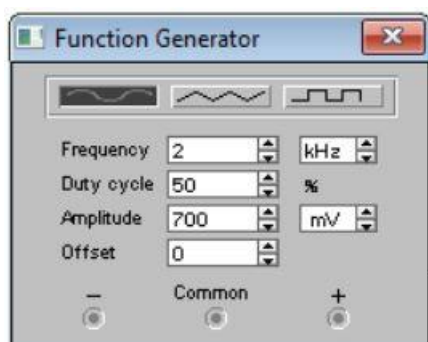 Function Generator
Frequency 2 kHz
Duty cycle 50 %
Amplitude 700 mV
Offset 0
− Common +